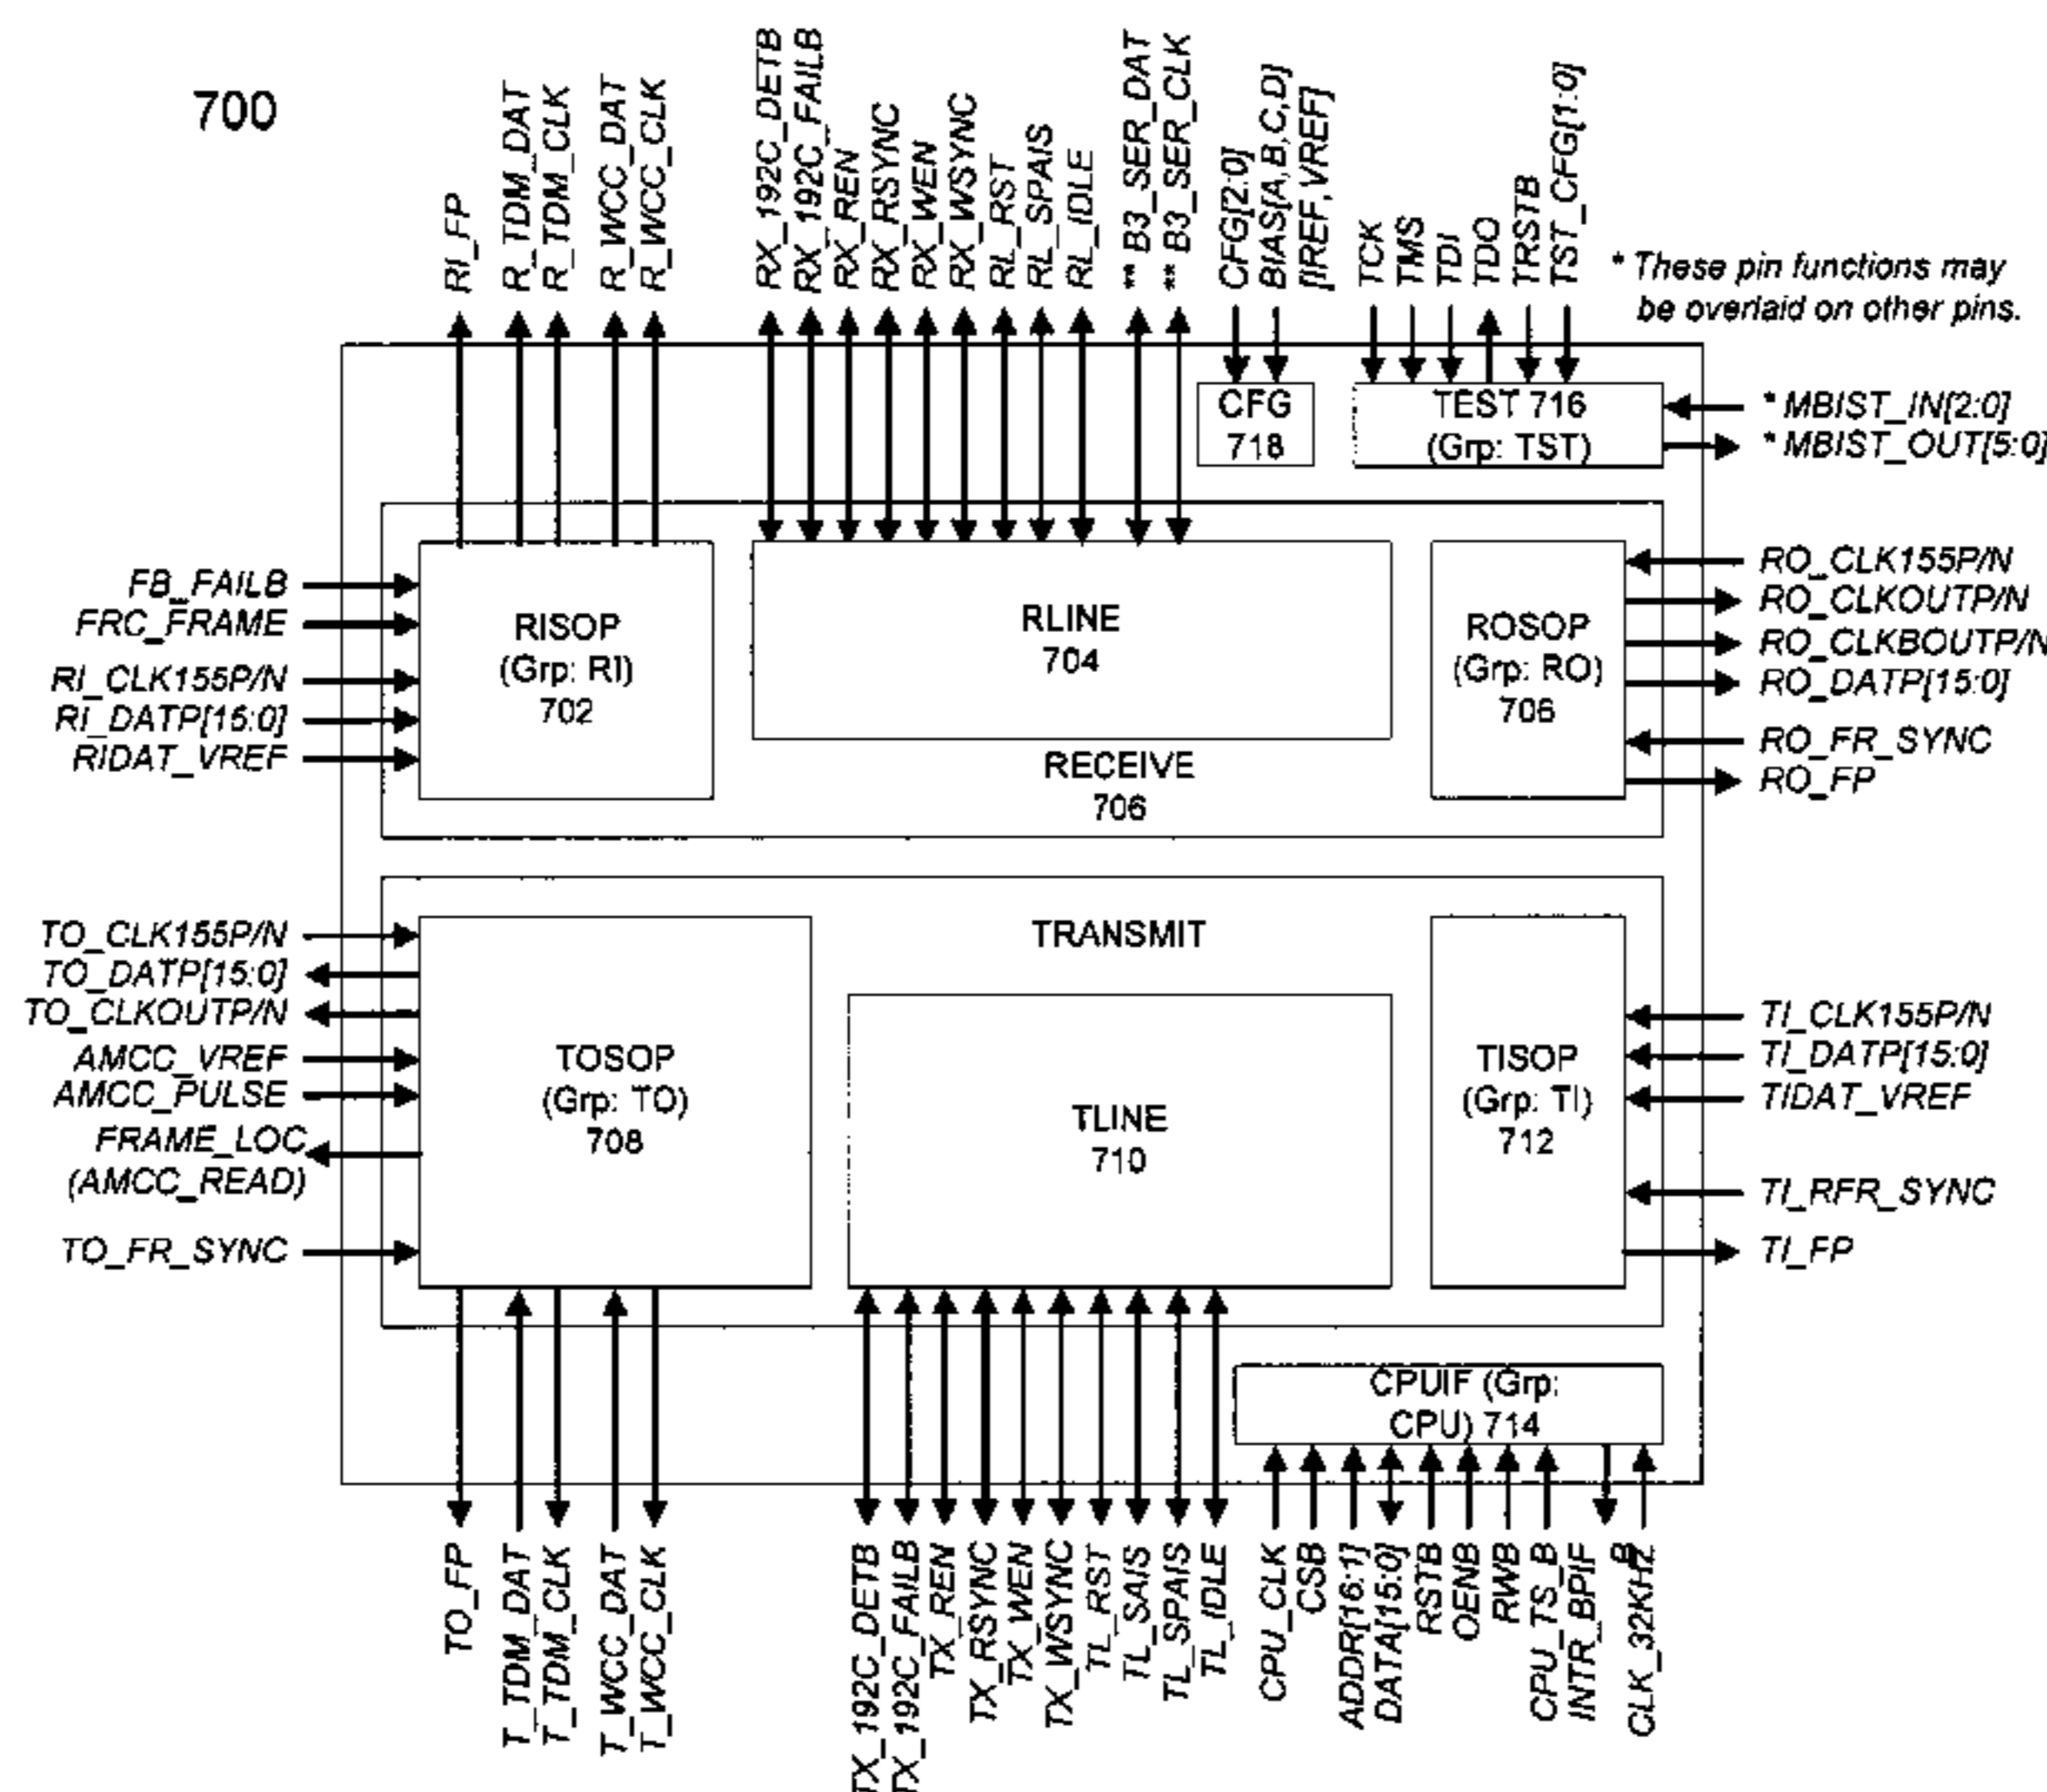 700
RI_FP
R_TDM_DAT
R_TDM_CLK
R_WCC_DAT
R_WCC_CLK
RX_192C_DETB
RX_192C_FAILB
RX_REN
RX_RSYNC
RX_WEN
RX_WSYNC
RL_RST
RL_SPAIS
RL_IDLE
** B3_SER_DAT
** B3_SER_CLK
CFG[2:0]
BIAS[A,B,C,D]
[IREF,VREF]
TCK
TMS
TDI
TDO
TRSTB
TST_CFG[1:0]
* These pin functions may
be overlaid on other pins.
CFG
718
TEST 716
(Grp: TST)
* MBIST_IN[2:0]
* MBIST_OUT[5:0]
FB_FAILB
FRC_FRAME
RI_CLK155P/N
RI_DATP[15:0]
RIDAT_VREF
RISOP
(Grp: RI)
702
RLINE
704
RECEIVE
706
ROSOP
(Grp: RO)
706
RO_CLK155P/N
RO_CLKOUTP/N
RO_CLKBOUTP/N
RO_DATP[15:0]
RO_FR_SYNC
RO_FP
TO_CLK155P/N
TO_DATP[15:0]
TO_CLKOUTP/N
AMCC_VREF
AMCC_PULSE
FRAME_LOC
(AMCC_READ)
TO_FR_SYNC
TOSOP
(Grp: TO)
708
TRANSMIT
TLINE
710
TISOP
(Grp: TI)
712
TI_CLK155P/N
TI_DATP[15:0]
TIDAT_VREF
TI_RFR_SYNC
TI_FP
CPUIF (Grp:
CPU) 714
TO_FP
T_TDM_DAT
T_TDM_CLK
T_WCC_DAT
T_WCC_CLK
TX_192C_DETB
TX_192C_FAILB
TX_REN
TX_RSYNC
TX_WEN
TX_WSYNC
TL_RST
TL_SAIS
TL_SPAIS
TL_IDLE
CPU_CLK
CSB
ADDR[16:1]
DATA[15:0]
RSTB
OENB
RWB
CPU_TS_B
INTR_BPIF
B
CLK_32KHZ